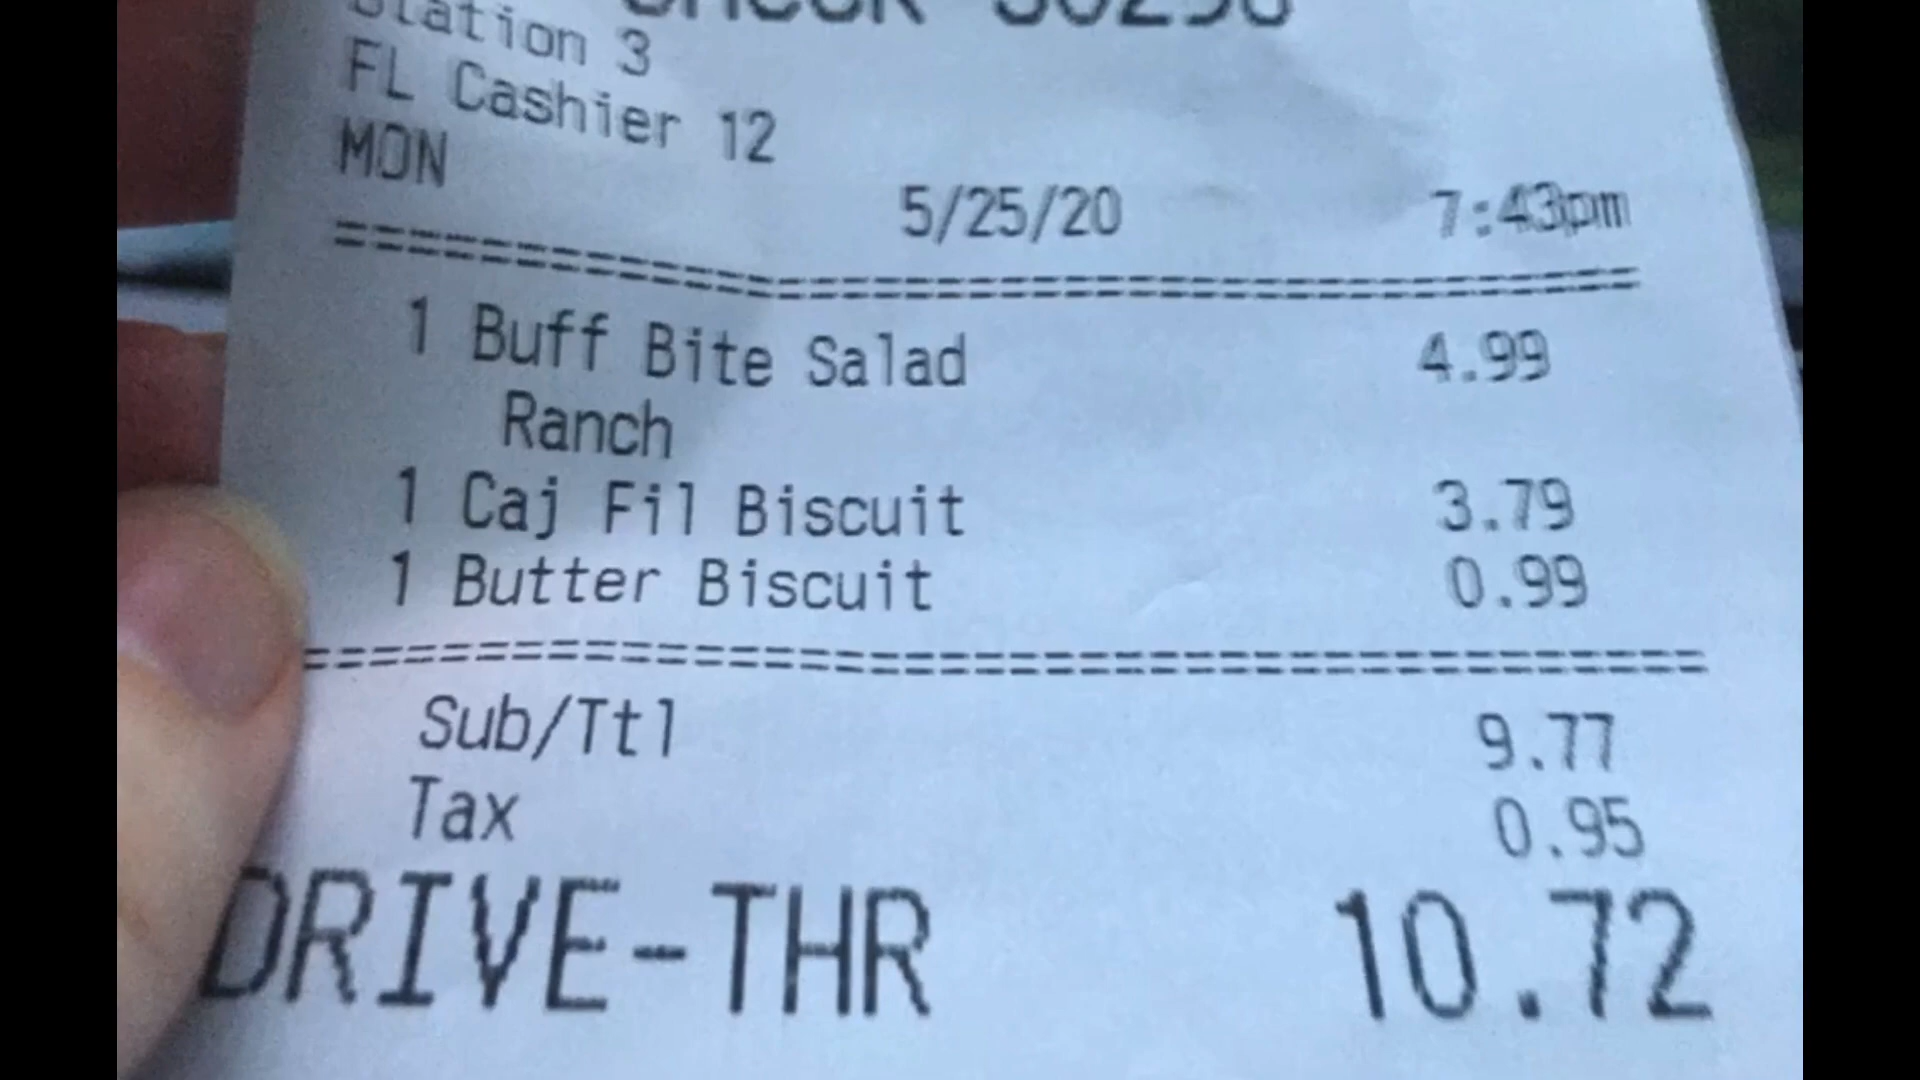 Station 3
FL Cashier 12
MON 5/25/20 7:43pm
1 Buff Bite Salad 4.99
Ranch
1 Caj Fil Biscuit 3.79
1 Butter Biscuit 0.99
Sub/Ttl 9.77
Tax 0.95
DRIVE-THR 10.72